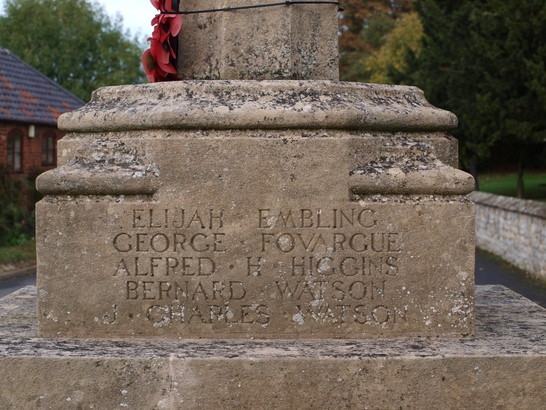 ELIJAH EMBLING
GEORGE FOVARGUE
ALFRED · H · HIGGINS
BERNARD WATSON
J · CHARLES WATSON